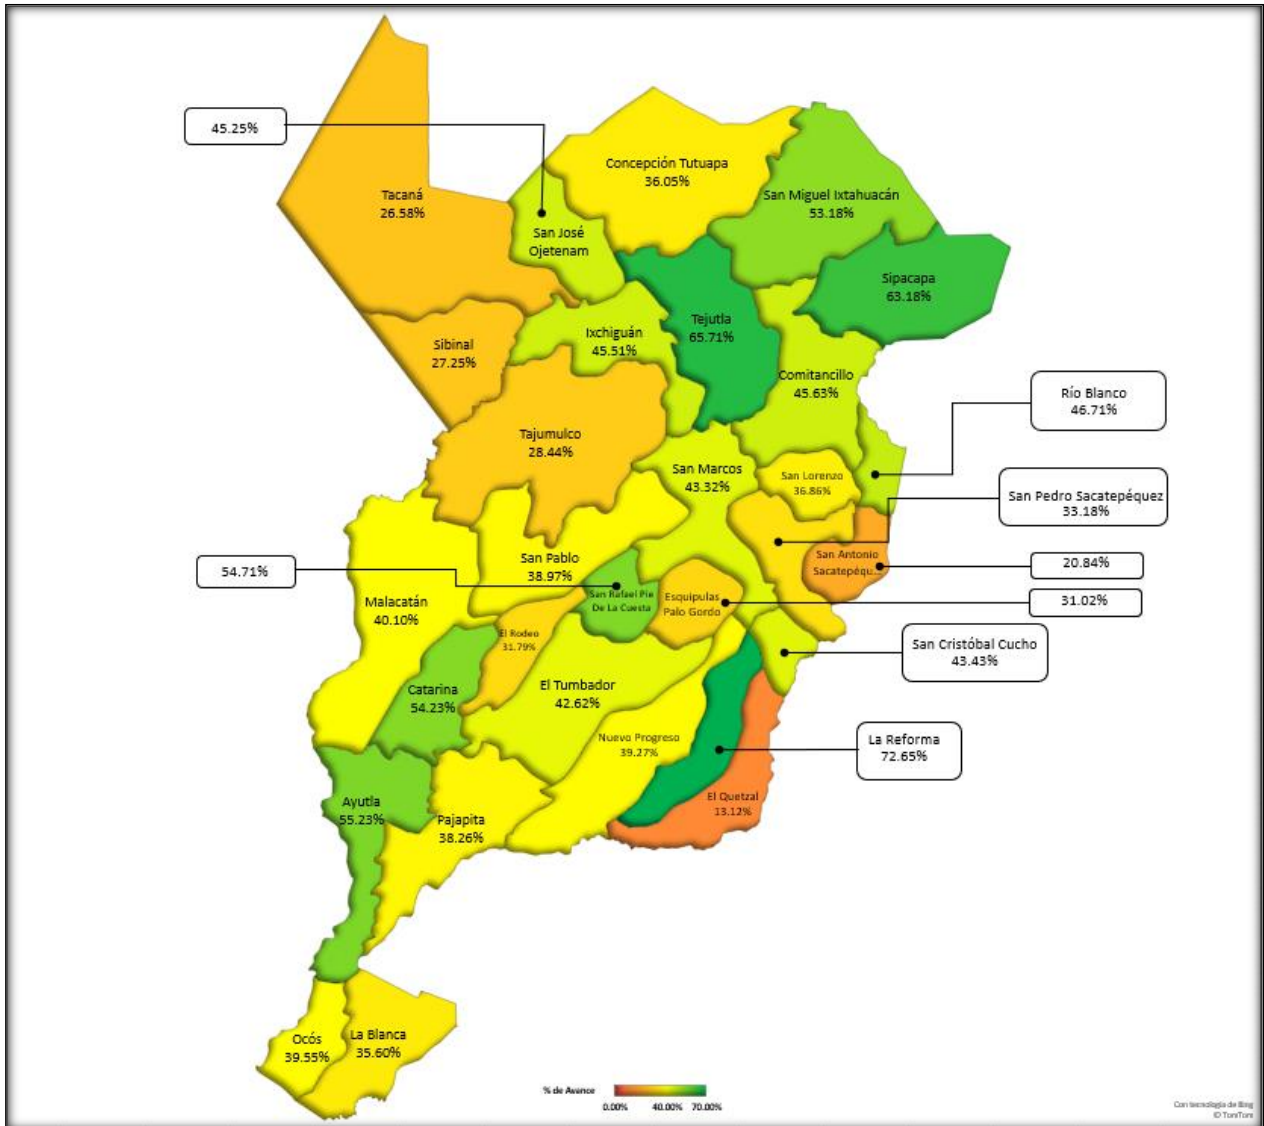 45.25%
Concepción Tutuapa
36.05%
Tacaná
26.58%
San Miguel Ixtahuacán
53.18%
San José
Ojetenam
Sipacapa
63.18%
Tejutla
65.71%
Ixchiguán
45.51%
Sibinal
27.25%
Comitancillo
45.63%
Río Blanco
46.71%
Tajumulco
28.44%
San Marcos
43.32%
San Lorenzo
36.86%
San Pedro Sacatepéquez
33.18%
San Pablo
38.97%
San Antonio
Sacatepéqu...
20.84%
54.71%
San Rafael Pie
De La Cuesta
Esquipulas
Palo Gordo
31.02%
Malacatán
40.10%
El Rodeo
31.79%
San Cristóbal Cucho
43.43%
Catarina
54.23%
El Tumbador
42.62%
Nuevo Progreso
39.27%
La Reforma
72.65%
El Quetzal
13.12%
Ayutla
55.23%
Pajapita
38.26%
Ocós
39.55%
La Blanca
35.60%
% de Avance
0.00% 40.00% 70.00%
Con tecnología de Bing
© TomTom